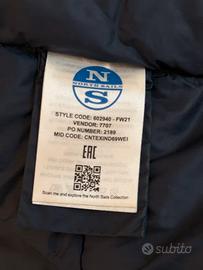 N
NORTH SAILS
S
STYLE CODE: 602940 - FW21
VENDOR: 7707
PO NUMBER: 2189
MID CODE: CNTEXIND69WEI
EAC
Scan me and explore the North Sails Collection
subito